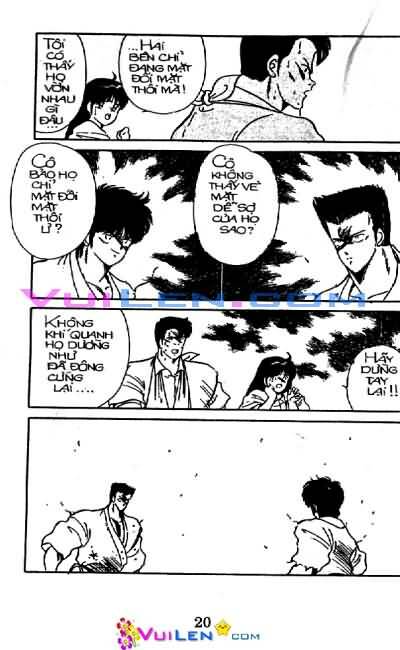 TÔI
CÓ
THẤY
HỌ
VỜN
NHAU
GÌ
ĐÂU...
...HAI
BÊN CHỈ
ĐANG MẶT
ĐỐI MẶT
THÔI MÀ!
CÔ
BẢO HỌ
CHỈ
MẶT ĐỐI
MẶT
THÔI
Ư?
CÔ
KHÔNG
THẤY VẺ
MẶT
DỄ SỢ
CỦA HỌ
SAO?
VUILEN.COM
KHÔNG
KHÍ QUANH
HỌ DƯỜNG
NHƯ
ĐÃ ĐÔNG
CỨNG
LẠI....
HÃY
DỪNG
TAY
LẠI!!
20
VUILEN.COM